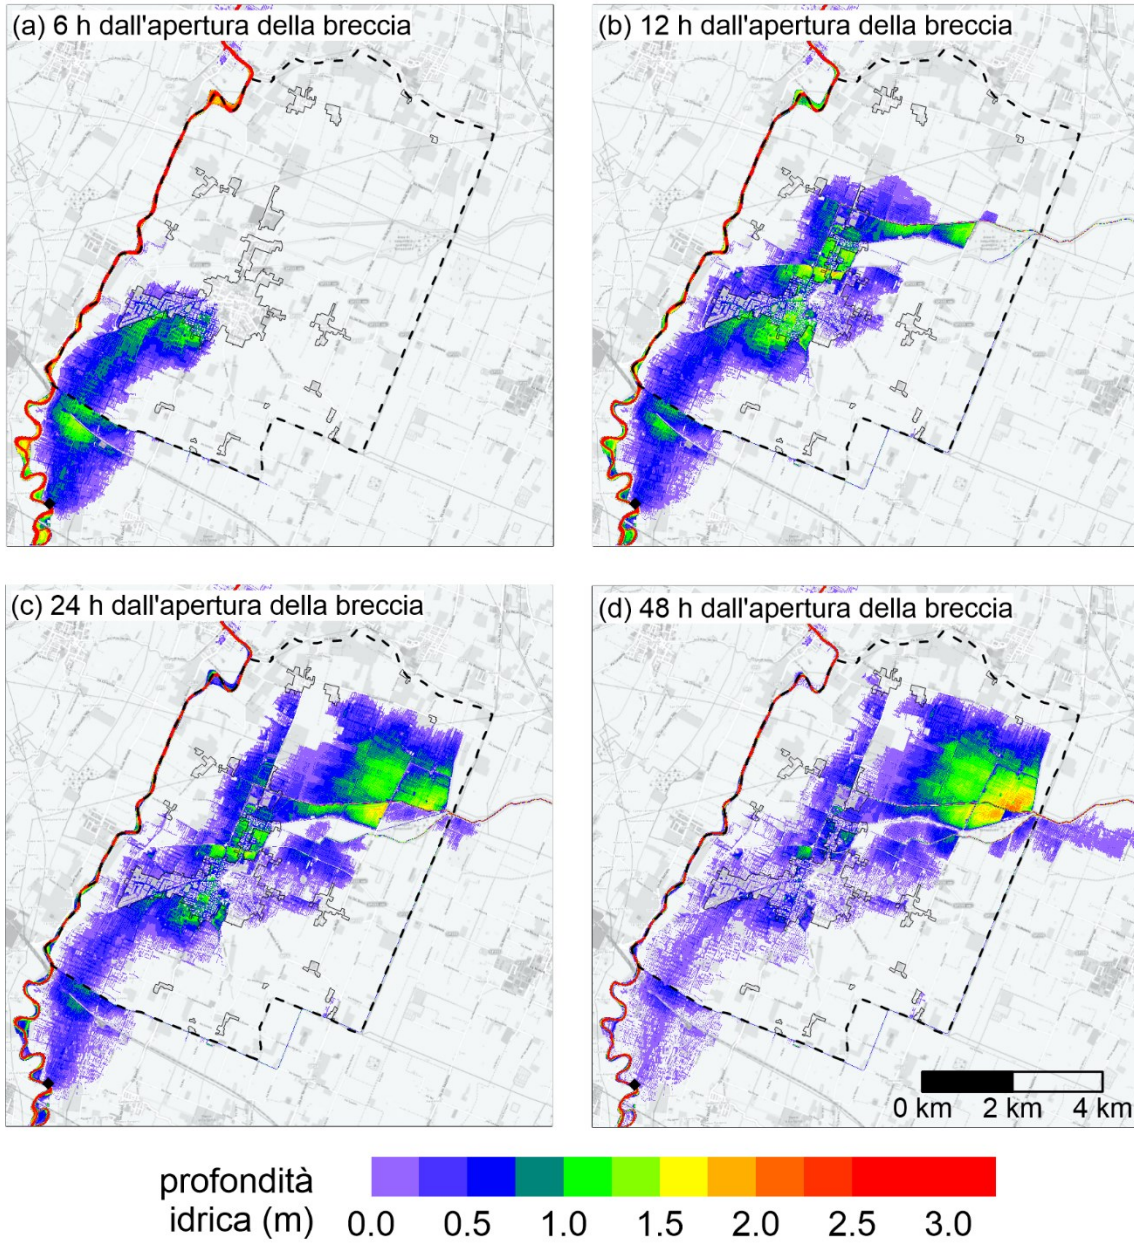 (a) 6 h dall'apertura della breccia
(b) 12 h dall'apertura della breccia
(c) 24 h dall'apertura della breccia
(d) 48 h dall'apertura della breccia
0 km 2 km 4 km
profondità
idrica (m) 0.0 0.5 1.0 1.5 2.0 2.5 3.0